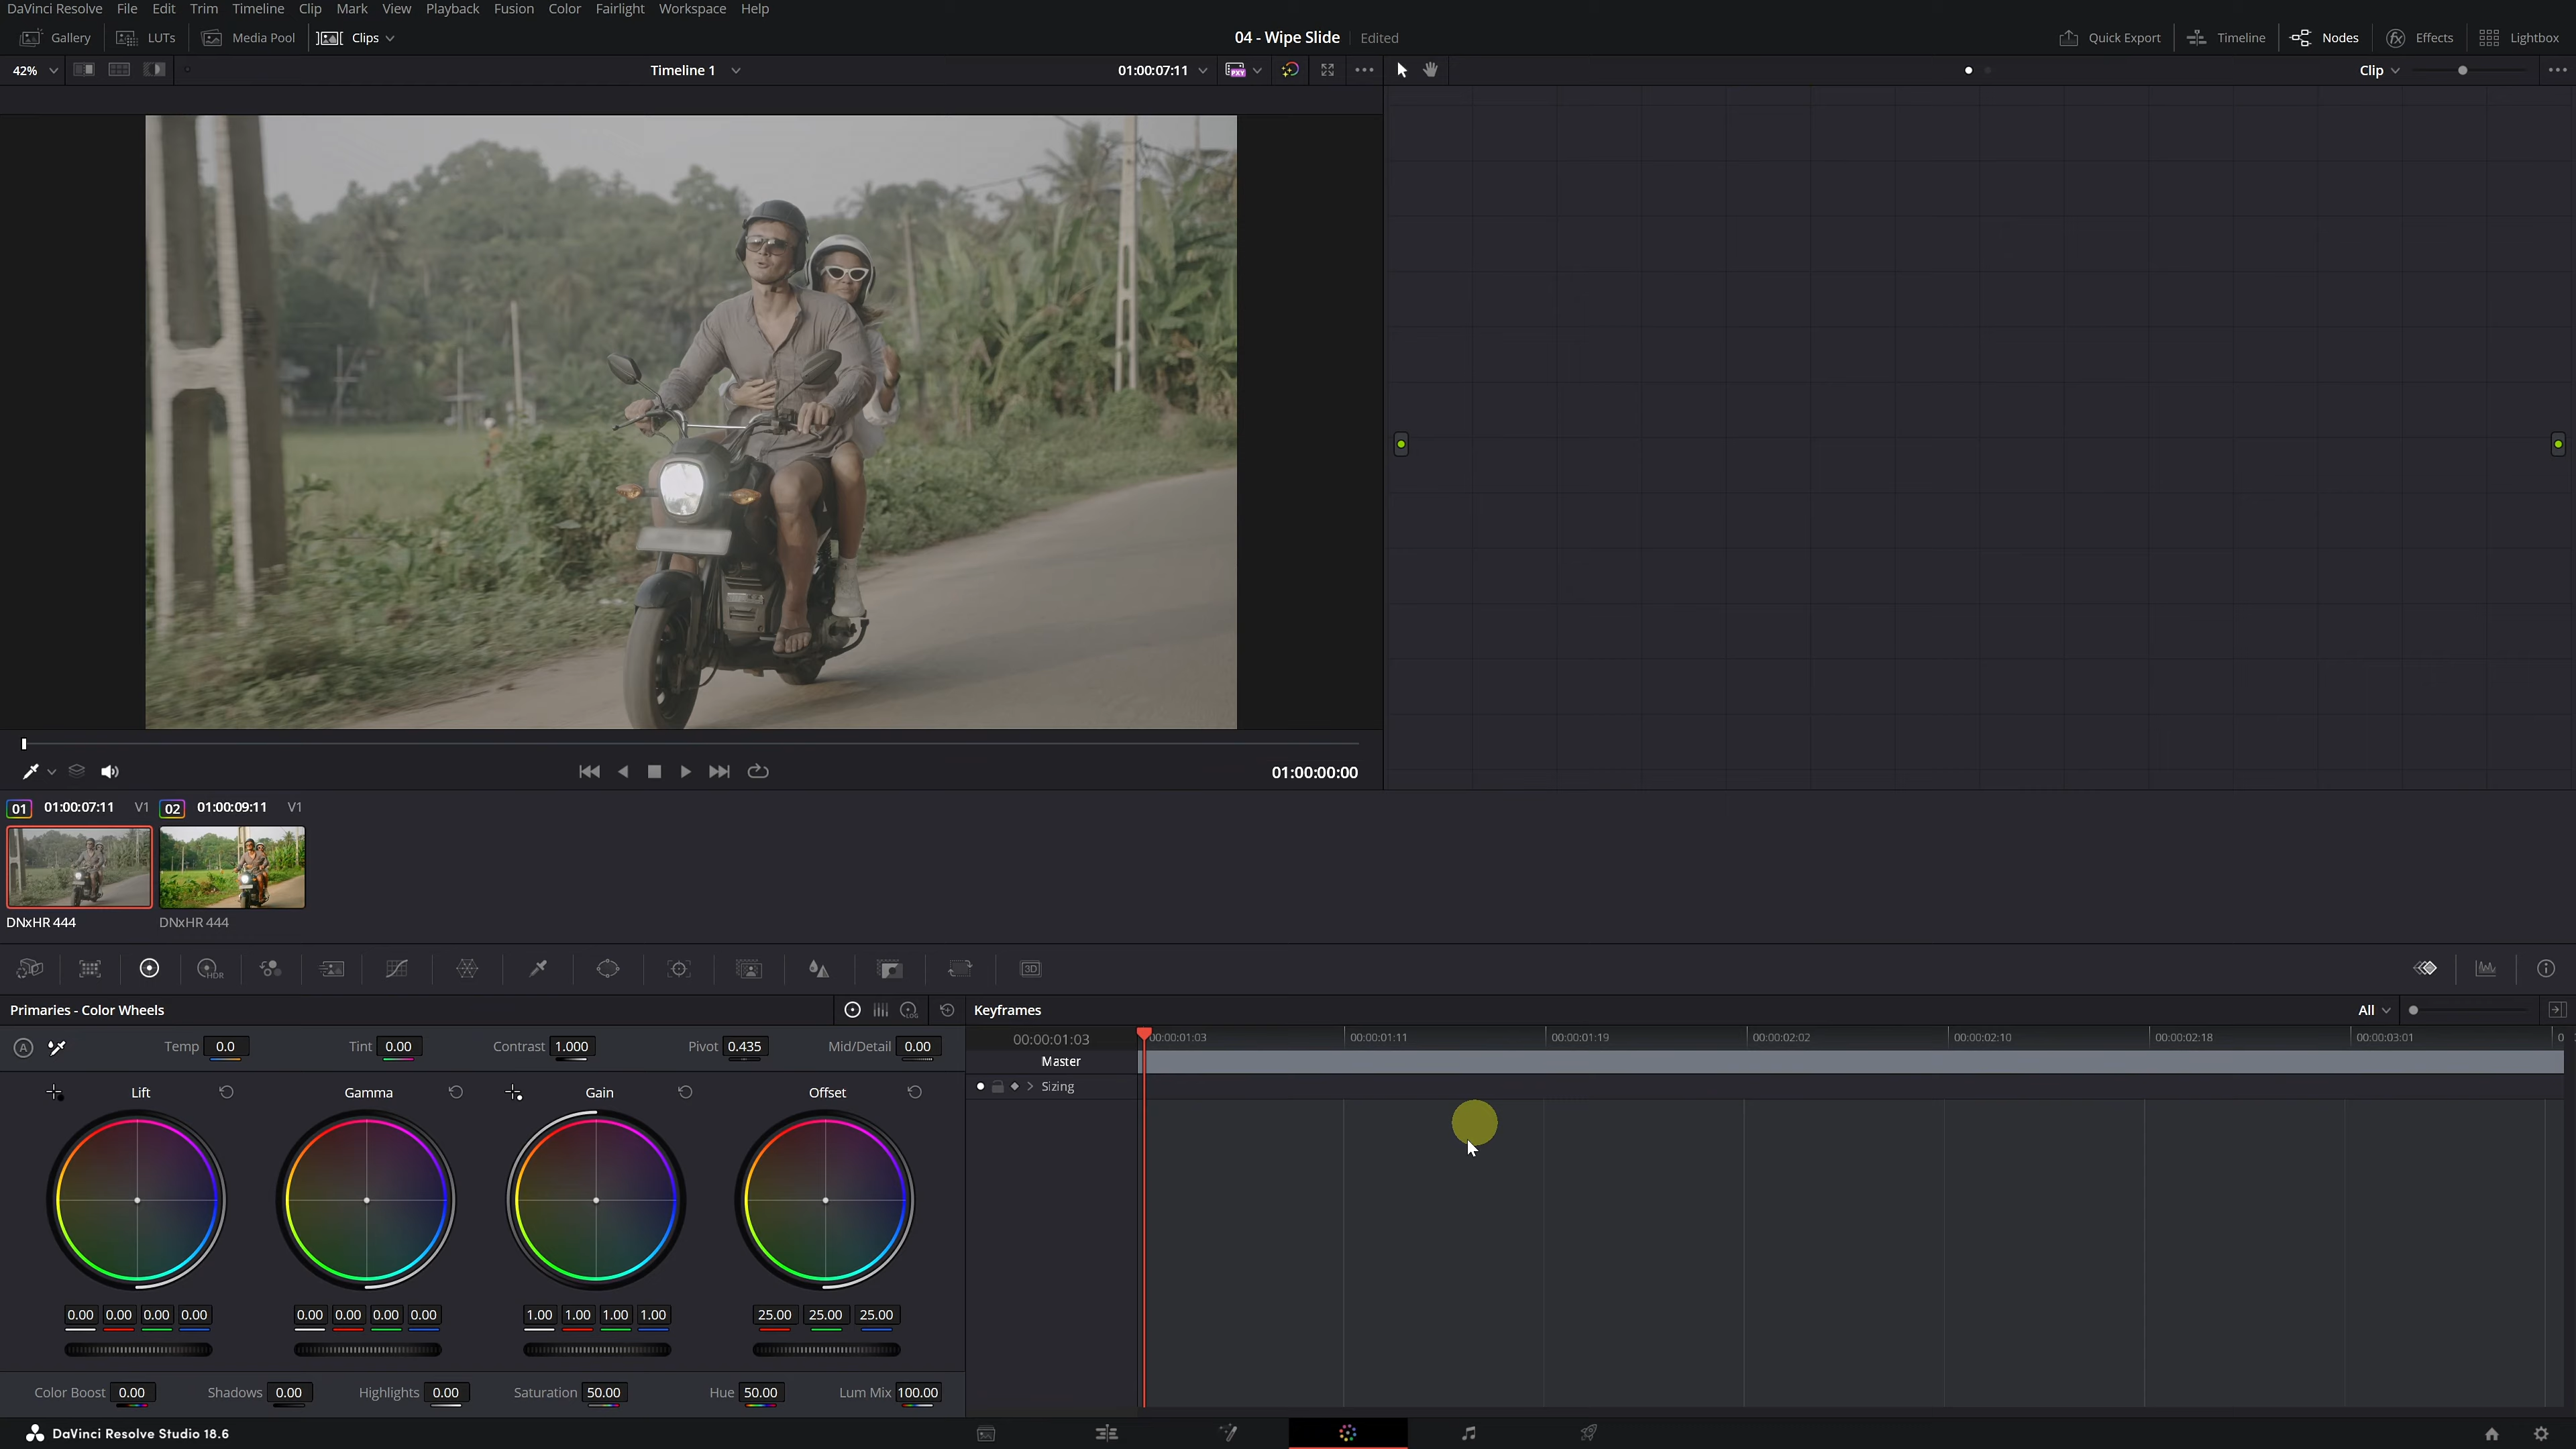 DaVinci Resolve File Edit Trim Timeline Clip Mark View Playback Fusion Color Fairlight Workspace Help
Gallery LUTs Media Pool Clips 04 - Wipe Slide Edited Quick Export Timeline Nodes Effects Lightbox
42% Timeline 1 01:00:07:11 PXY Clip
01:00:00:00
01 01:00:07:11 V1 02 01:00:09:11 V1
DNxHR 444 DNxHR 444
HDR 3D
Primaries - Color Wheels LOG Keyframes All
A Temp 0.0 Tint 0.00 Contrast 1.000 Pivot 0.435 Mid/Detail 0.00
00:00:01:03 00:00:01:03 00:00:01:11 00:00:01:19 00:00:02:02 00:00:02:10 00:00:02:18 00:00:03:01 0
Master
Sizing
Lift Gamma Gain Offset
0.00 0.00 0.00 0.00 0.00 0.00 0.00 0.00 1.00 1.00 1.00 1.00 25.00 25.00 25.00
Color Boost 0.00 Shadows 0.00 Highlights 0.00 Saturation 50.00 Hue 50.00 Lum Mix 100.00
DaVinci Resolve Studio 18.6